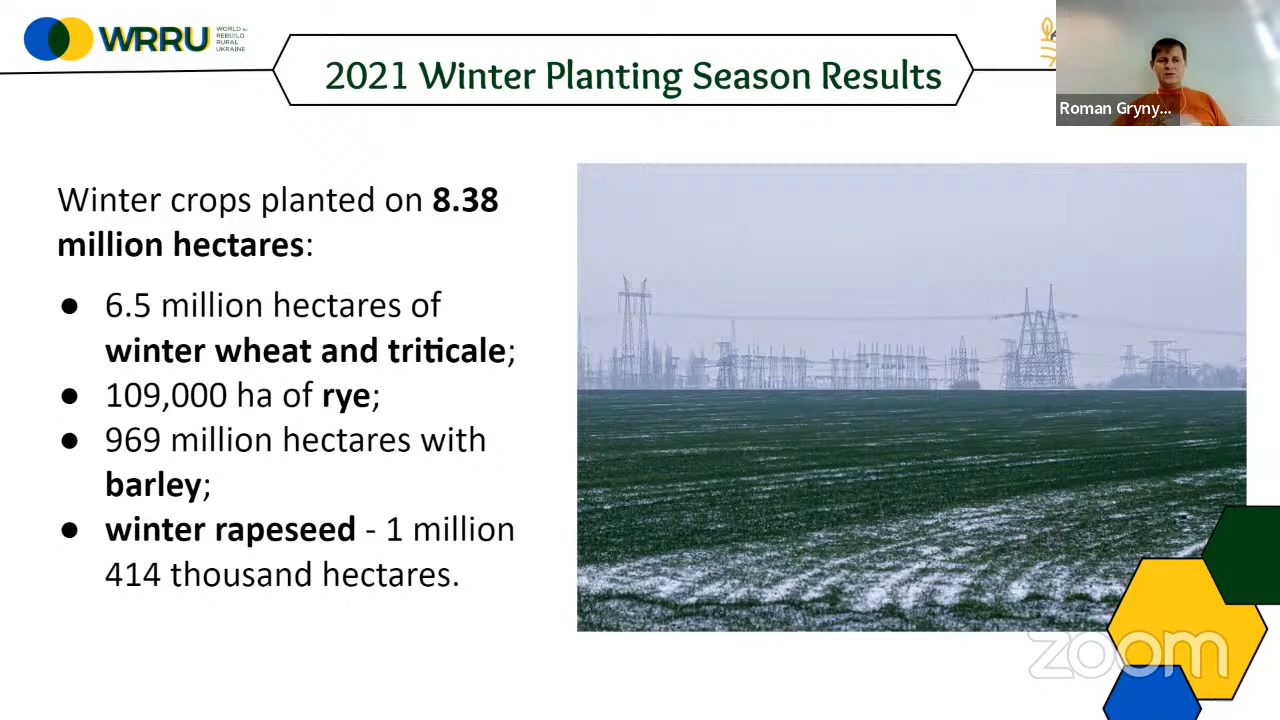 WRRU
WORLD to
REBUILD
RURAL
UKRAINE
2021 Winter Planting Season Results
Roman Gryny...
Winter crops planted on 8.38
million hectares:
● 6.5 million hectares of
winter wheat and triticale;
● 109,000 ha of rye;
● 969 million hectares with
barley;
● winter rapeseed - 1 million
414 thousand hectares.
zoom